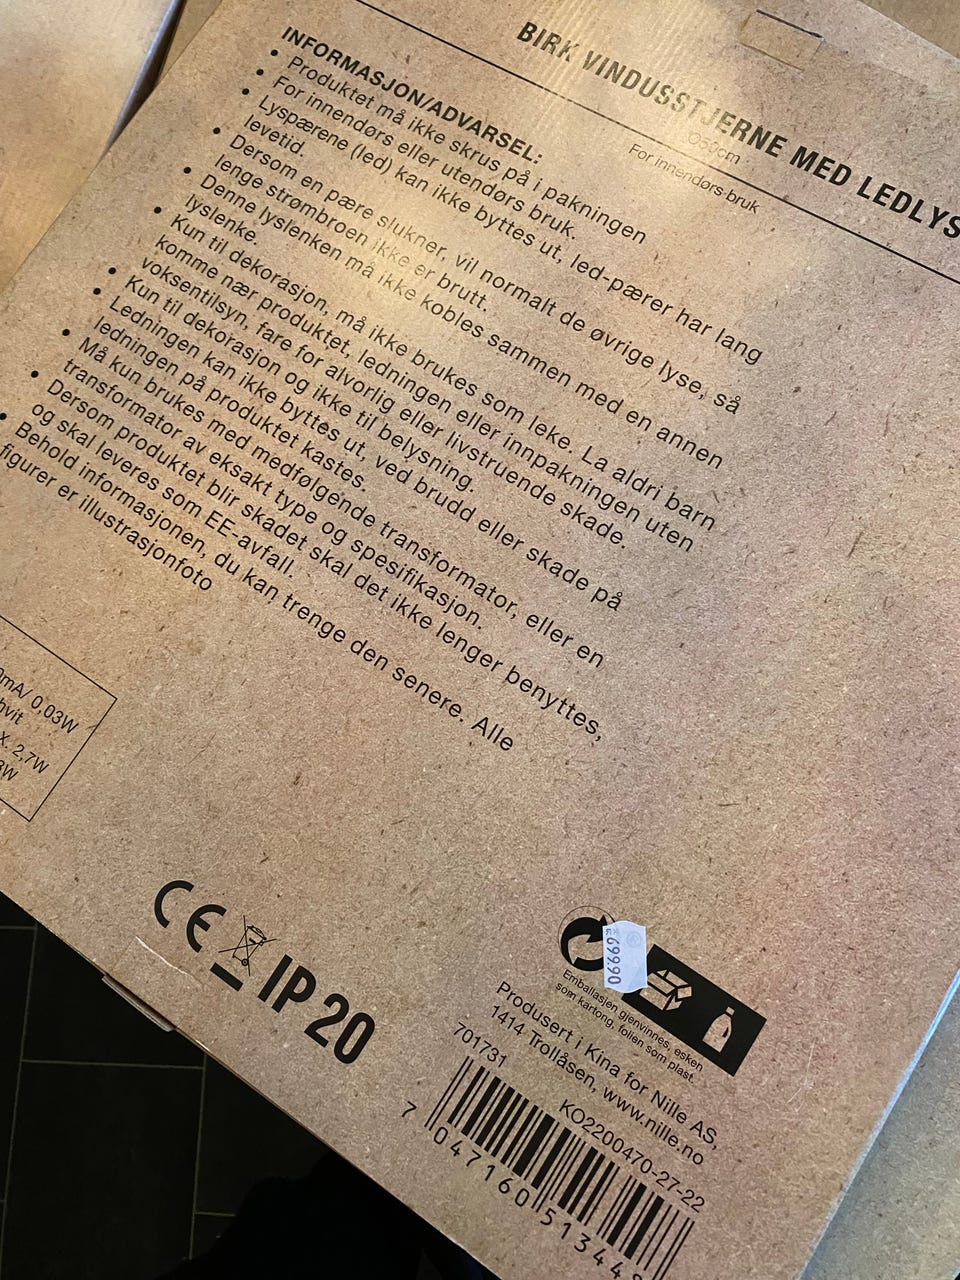 BIRK VINDUSSTJERNE MED LEDLYS
For innendørs-bruk
INFORMASJON/ADVARSEL:
• Produktet må ikke skrus på i pakningen
• For innendørs eller utendørs bruk.
• Lyspærene (led) kan ikke byttes ut, led-pærer har lang
levetid.
• Dersom en pære slukner, vil normalt de øvrige lyse, så
lenge strømbroen ikke er brutt.
• Denne lyslenken må ikke kobles sammen med en annen
lyslenke.
• Kun til dekorasjon, må ikke brukes som leke. La aldri barn
komme nær produktet, ledningen eller innpakningen uten
voksentilsyn, fare for alvorlig eller livstruende skade.
• Kun til dekorasjon og ikke til belysning.
• Ledningen kan ikke byttes ut, ved brudd eller skade på
ledningen på produktet kastes.
• Må kun brukes med medfølgende transformator, eller en
transformator av eksakt type og spesifikasjon.
• Dersom produktet blir skadet skal det ikke lenger benyttes,
og skal leveres som EE-avfall.
• Behold informasjonen, du kan trenge den senere. Alle
figurer er illustrasjonfoto
mA/ 0,03W
2,7W
CE IP 20
69990
Emballasjen gjenvinnes, esken
som kartong, folien som plast.
Produsert i Kina for Nille AS,
1414 Trollåsen, www.nille.no
701731
KO2200470-27-22
7 047160 51344